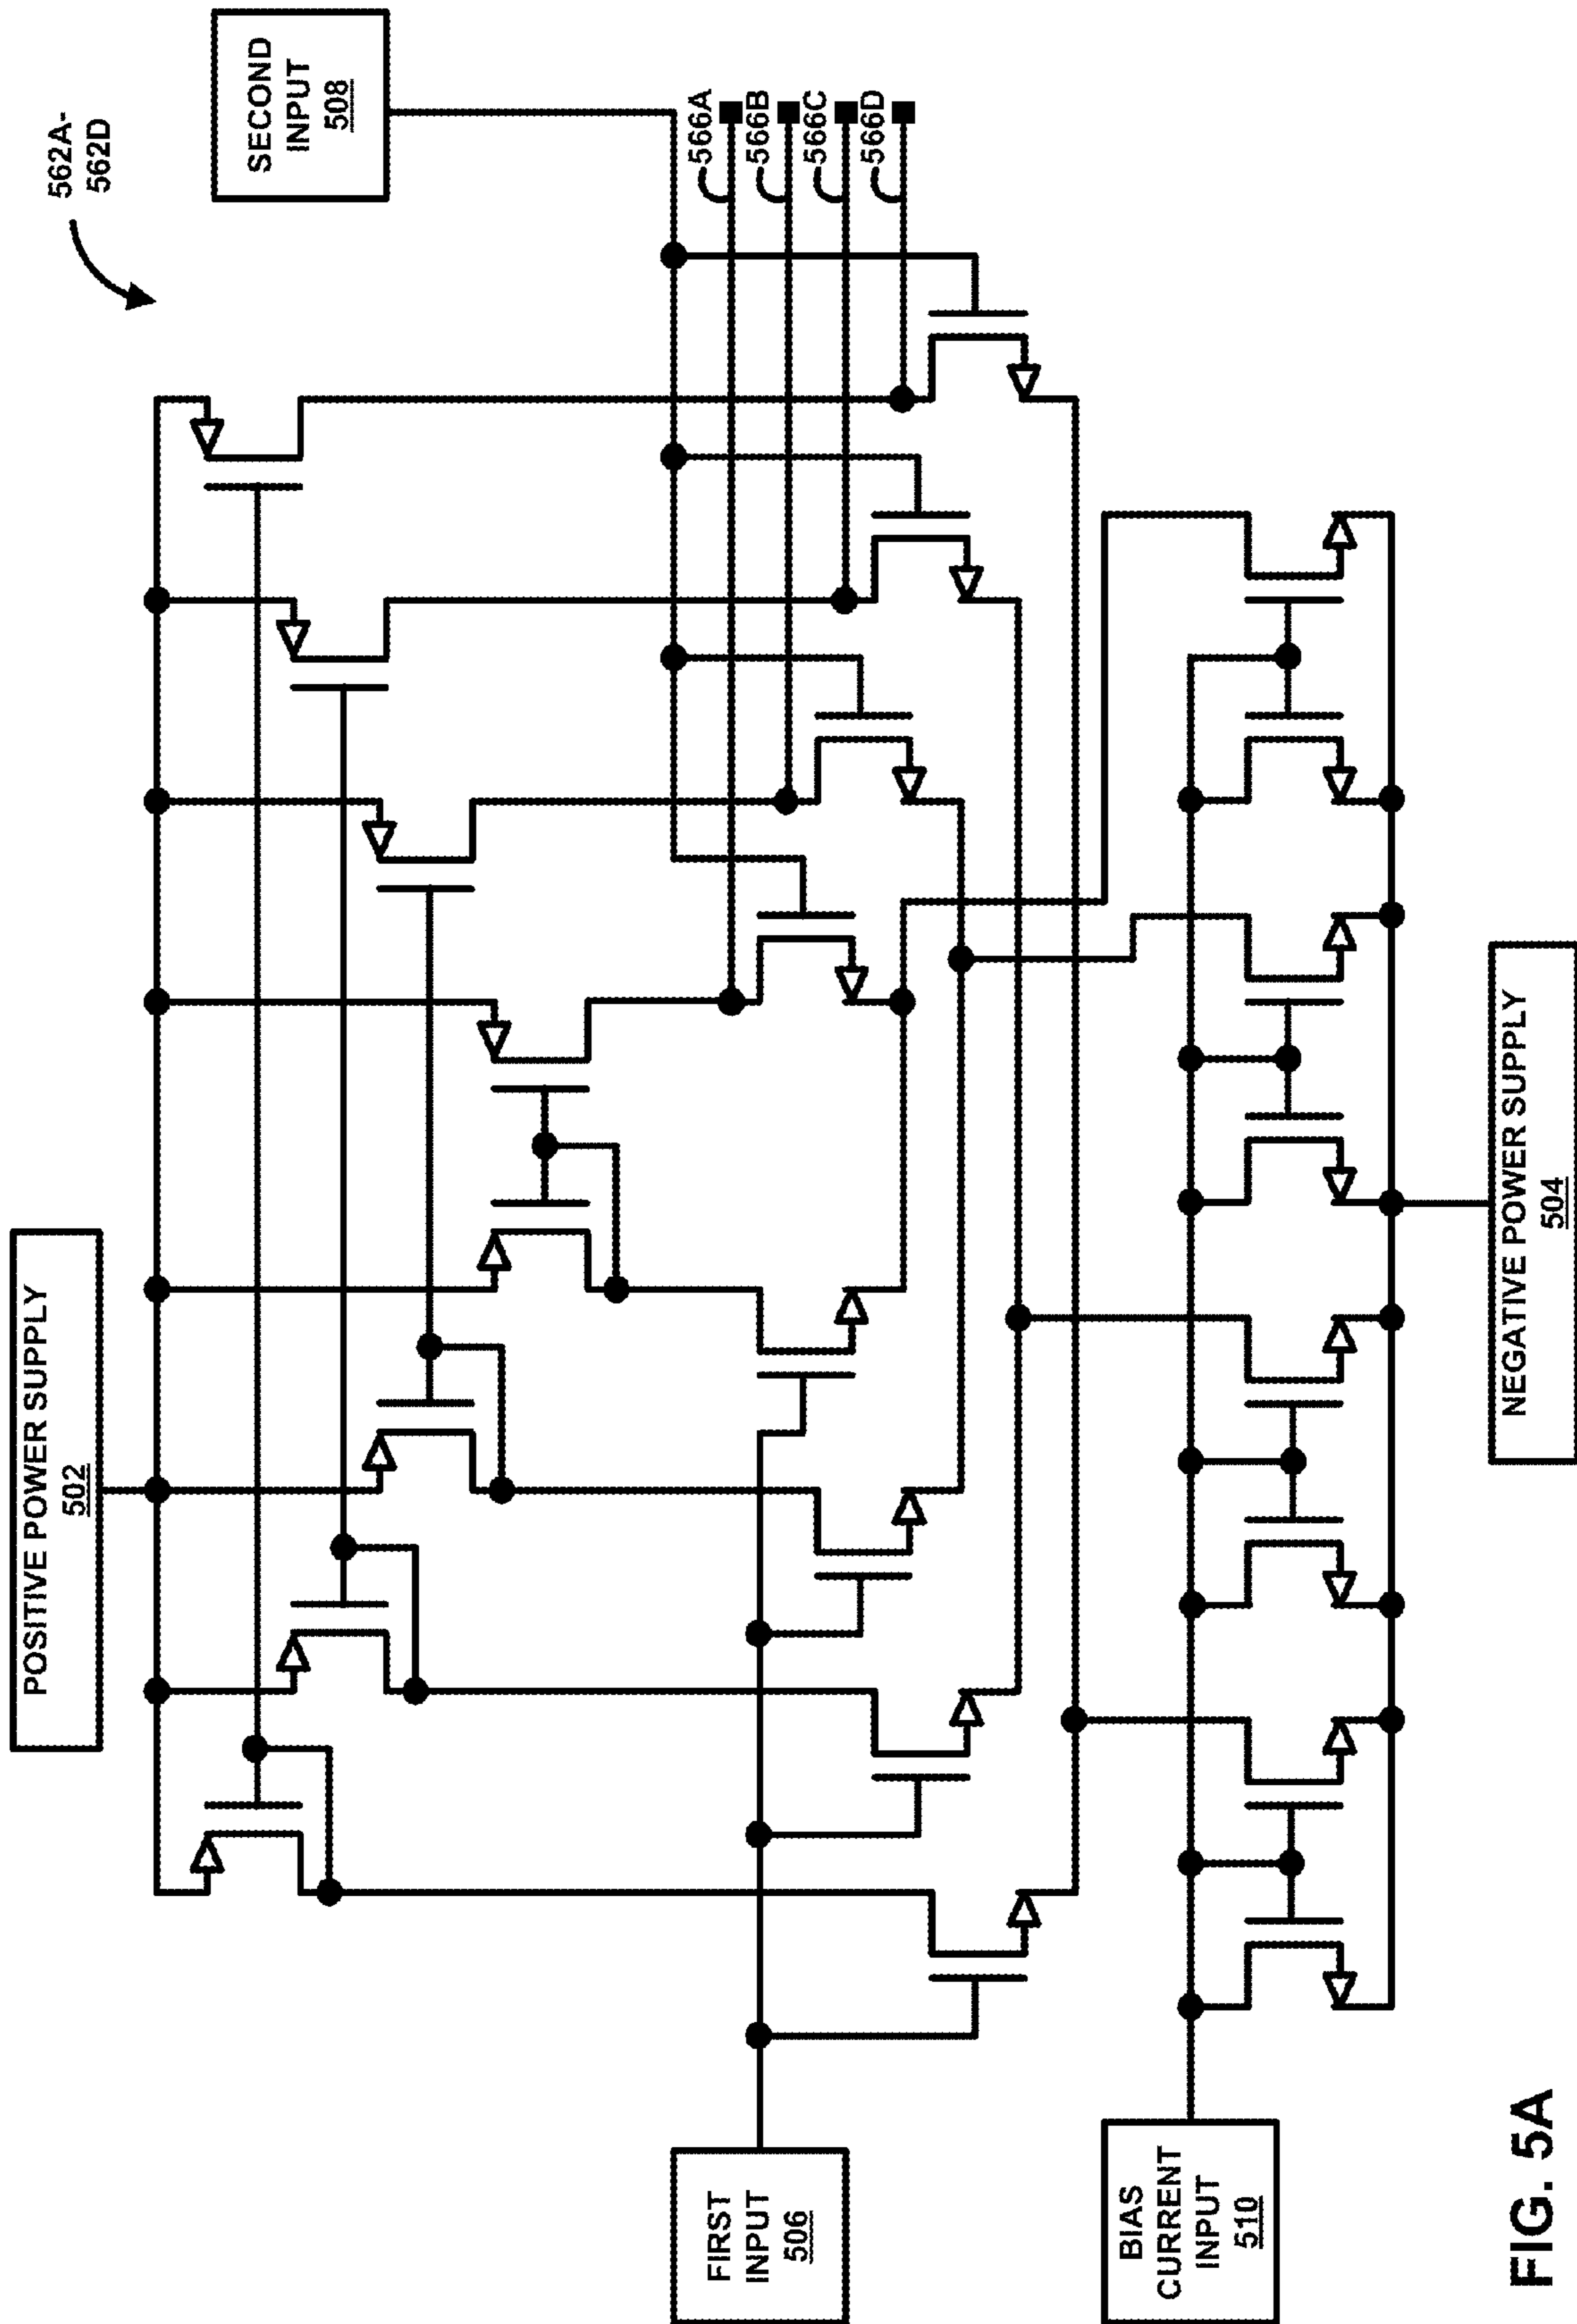 562A-
562D
POSITIVE POWER SUPPLY
502
SECOND
INPUT
508
566A
566B
566C
566D
FIRST
INPUT
506
BIAS
CURRENT
INPUT
510
NEGATIVE POWER SUPPLY
504
FIG. 5A